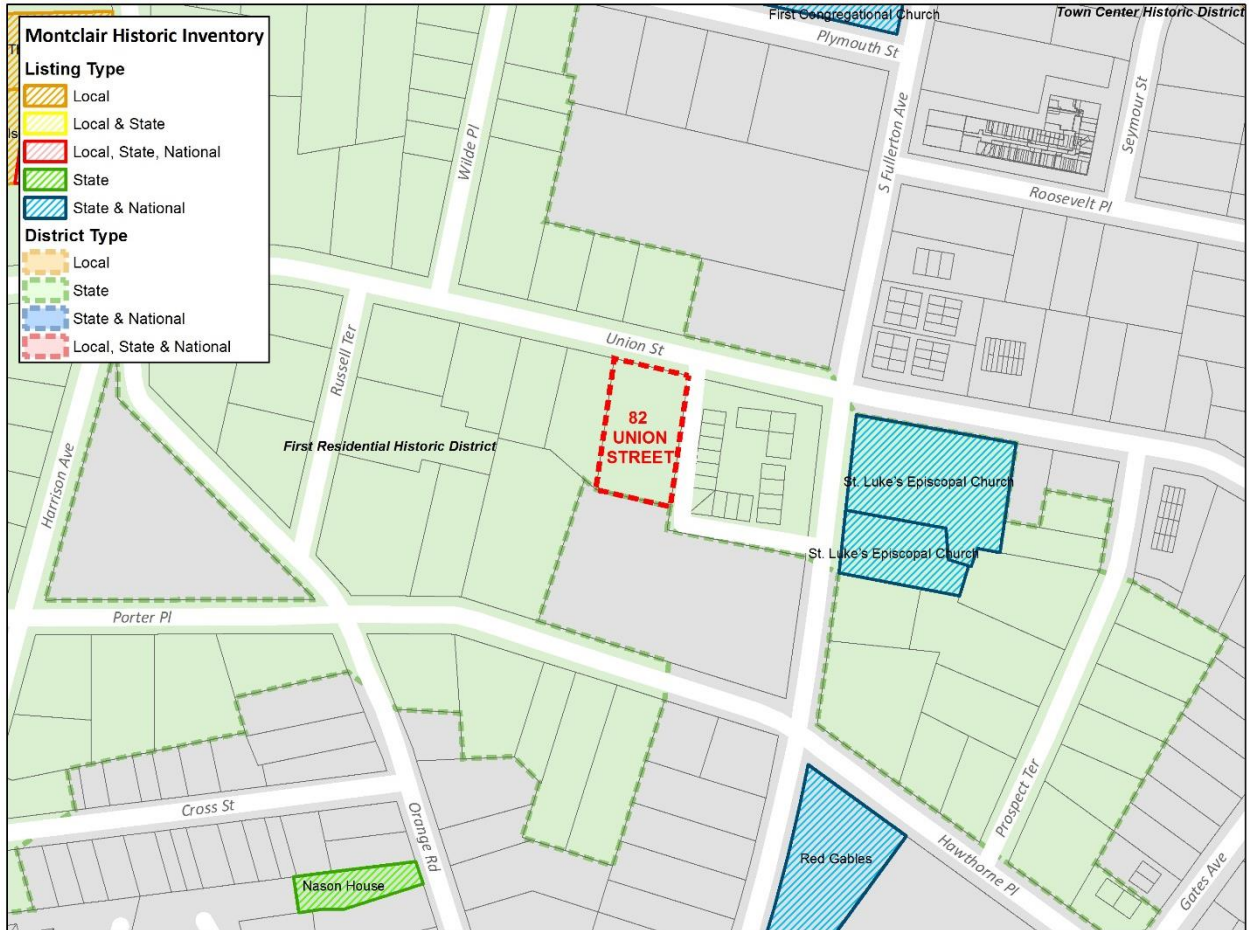 First Congregational Church
Town Center Historic District
Montclair Historic Inventory
Listing Type
Local
Local & State
Local, State, National
State
State & National
District Type
Local
State
State & National
Local, State & National
Plymouth St
S Fullerton Ave
Seymour St
Wilde Pl
Roosevelt Pl
Union St
Russell Ter
82
UNION
STREET
First Residential Historic District
Harrison Ave
St. Luke's Episcopal Church
St. Luke's Episcopal Church
Porter Pl
Prospect Ter
Cross St
Orange Rd
Hawthorne Pl
Red Gables
Nason House
Gates Ave